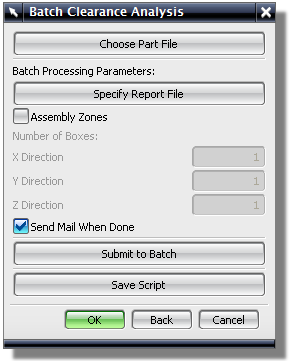 Batch Clearance Analysis
Choose Part File
Batch Processing Parameters:
Specify Report File
Assembly Zones
Number of Boxes:
X Direction 1
Y Direction 1
Z Direction 1
Send Mail When Done
Submit to Batch
Save Script
OK Back Cancel